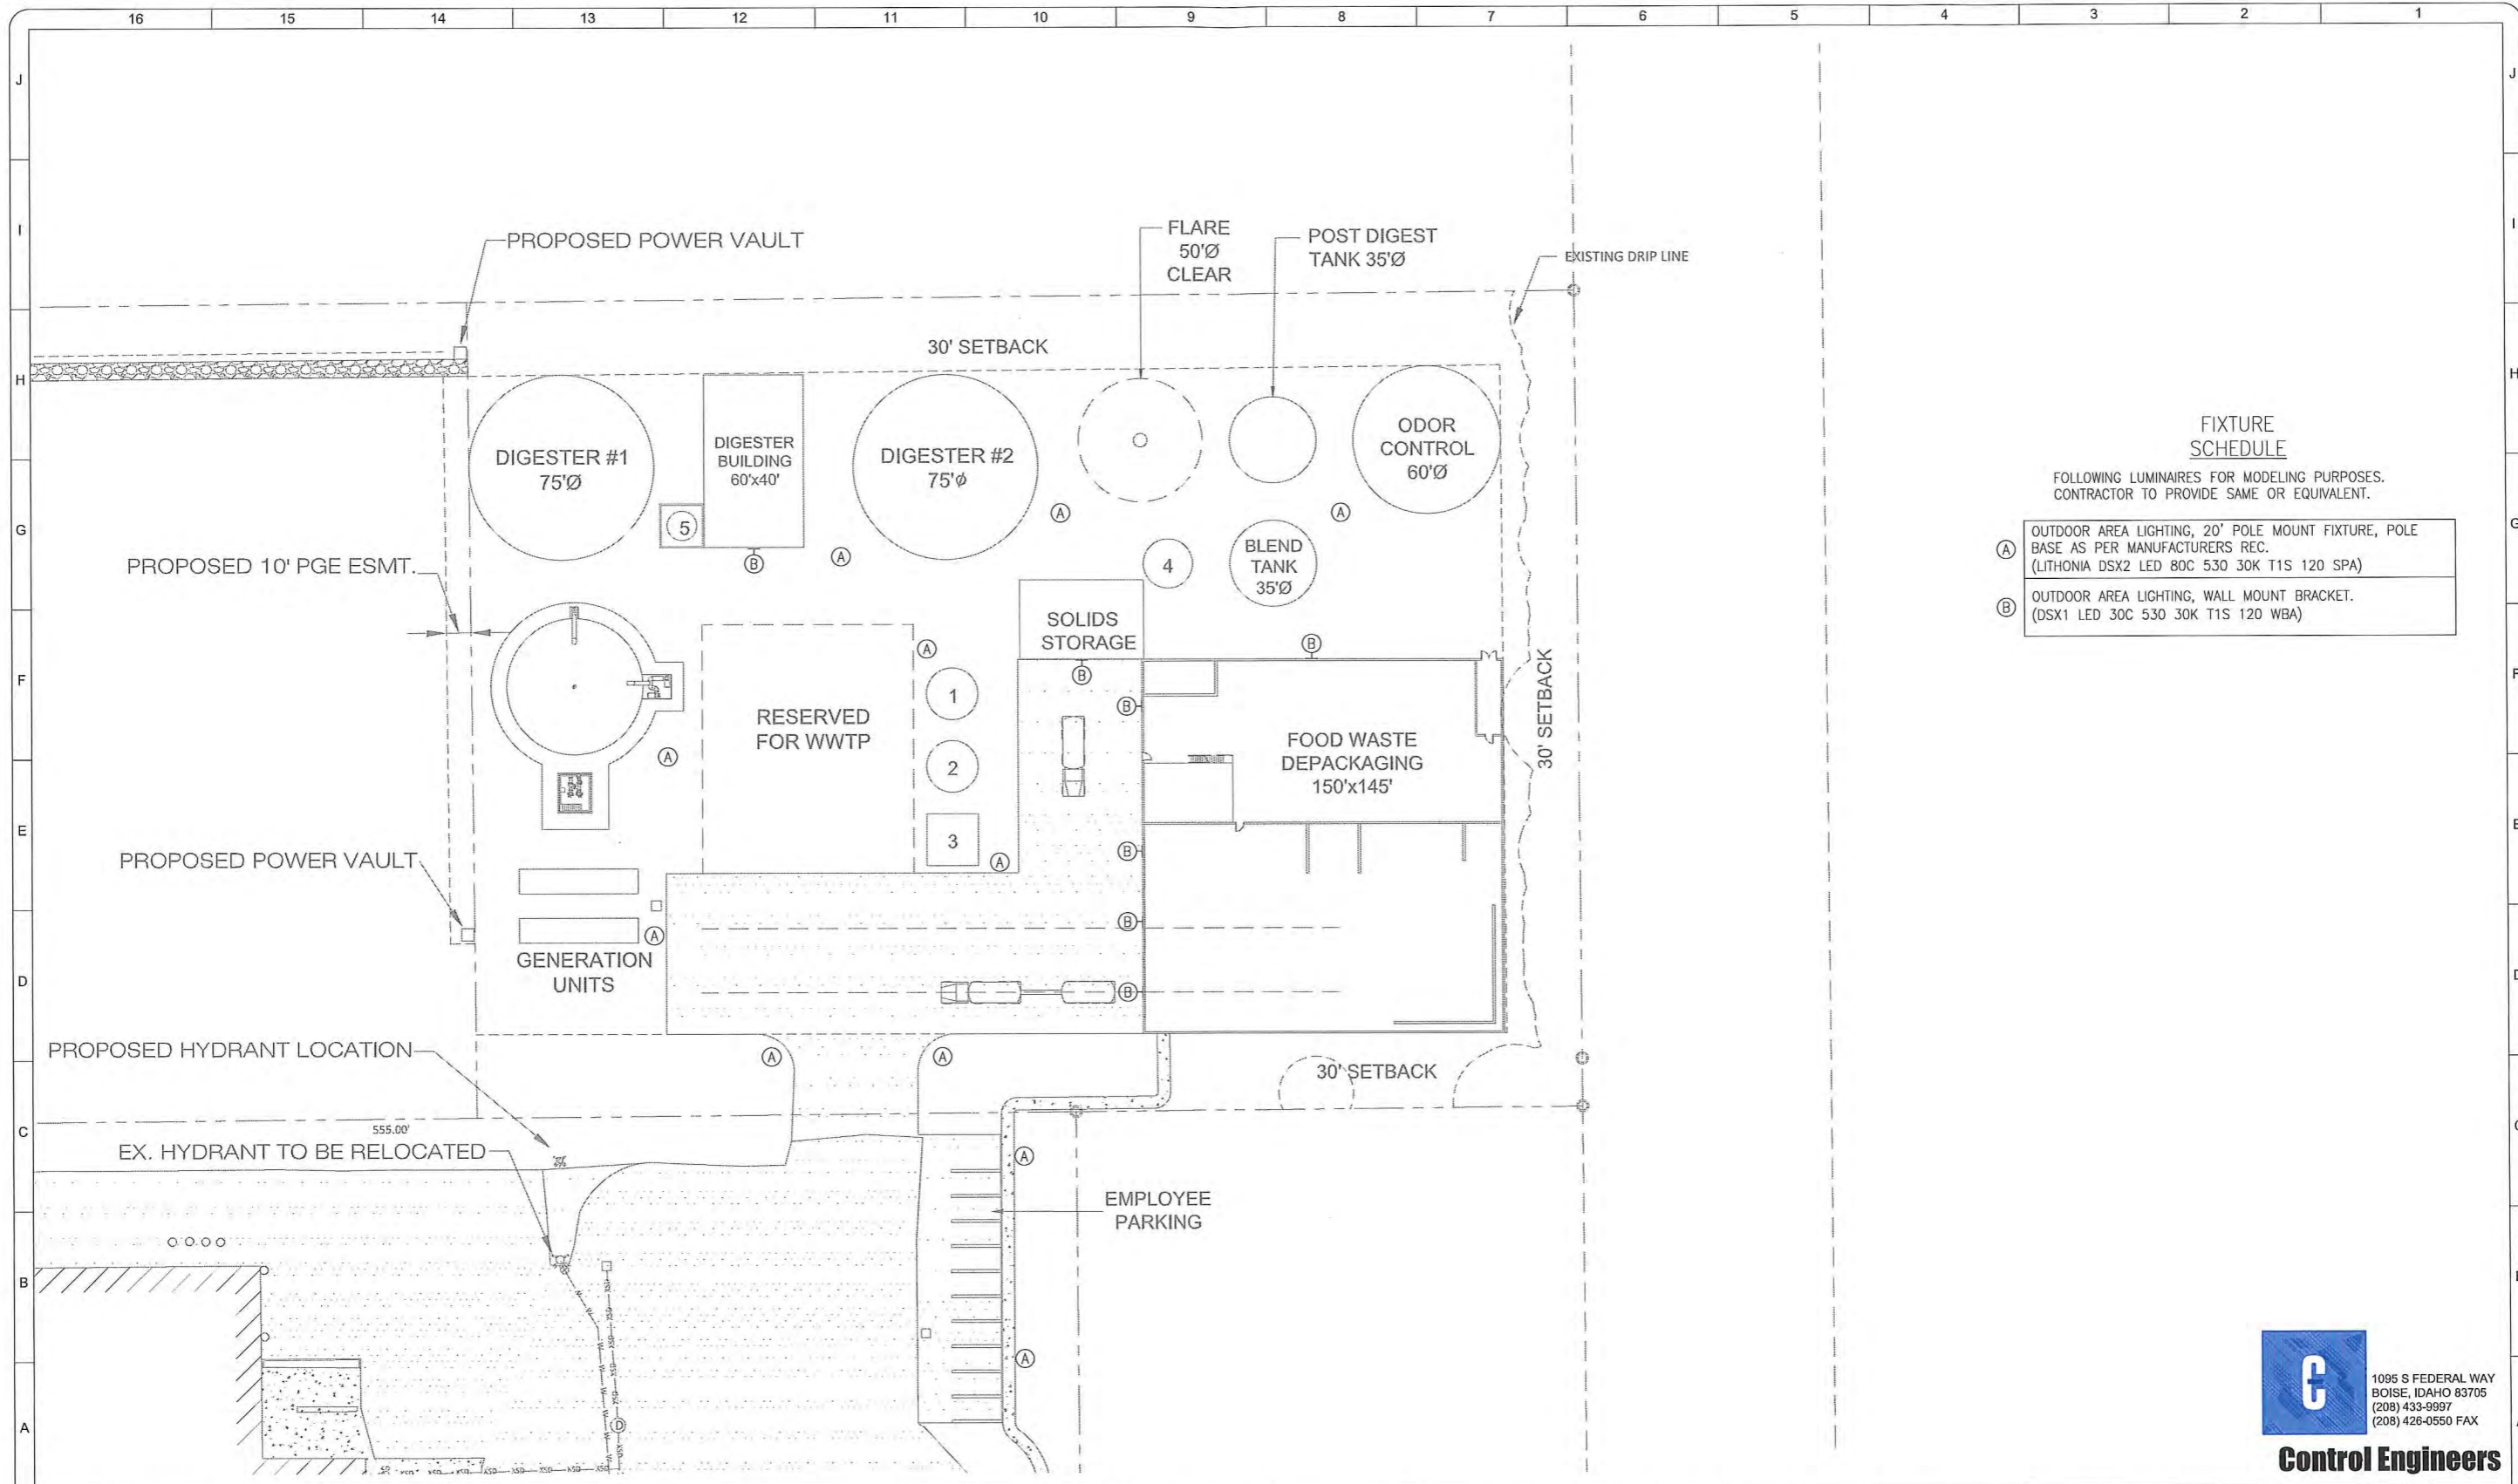 16 15 14 13 12 11 10 9 8 7 6 5 4 3 2 1
J
J
I
I
H
H
G
G
F
F
E
E
D
D
C
C
B
B
A
A
PROPOSED POWER VAULT
FLARE
50'Ø
CLEAR
POST DIGEST
TANK 35'Ø
EXISTING DRIP LINE
30' SETBACK
DIGESTER #1
75'Ø
DIGESTER
BUILDING
60'x40'
DIGESTER #2
75'φ
ODOR
CONTROL
60'Ø
5
B
A
A
A
4
BLEND
TANK
35'Ø
PROPOSED 10' PGE ESMT.
SOLIDS
STORAGE
B
B
B
A
1
RESERVED
FOR WWTP
A
2
3
A
FOOD WASTE
DEPACKAGING
150'x145'
30' SETBACK
B
B
B
PROPOSED POWER VAULT
A
GENERATION
UNITS
PROPOSED HYDRANT LOCATION
A
A
30' SETBACK
555.00'
EX. HYDRANT TO BE RELOCATED
A
EMPLOYEE
PARKING
A
D
FIXTURE
SCHEDULE
FOLLOWING LUMINAIRES FOR MODELING PURPOSES.
CONTRACTOR TO PROVIDE SAME OR EQUIVALENT.
A
OUTDOOR AREA LIGHTING, 20' POLE MOUNT FIXTURE, POLE
BASE AS PER MANUFACTURERS REC.
(LITHONIA DSX2 LED 80C 530 30K T1S 120 SPA)
B
OUTDOOR AREA LIGHTING, WALL MOUNT BRACKET.
(DSX1 LED 30C 530 30K T1S 120 WBA)
1095 S FEDERAL WAY
BOISE, IDAHO 83705
(208) 433-9997
(208) 426-0550 FAX
Control Engineers